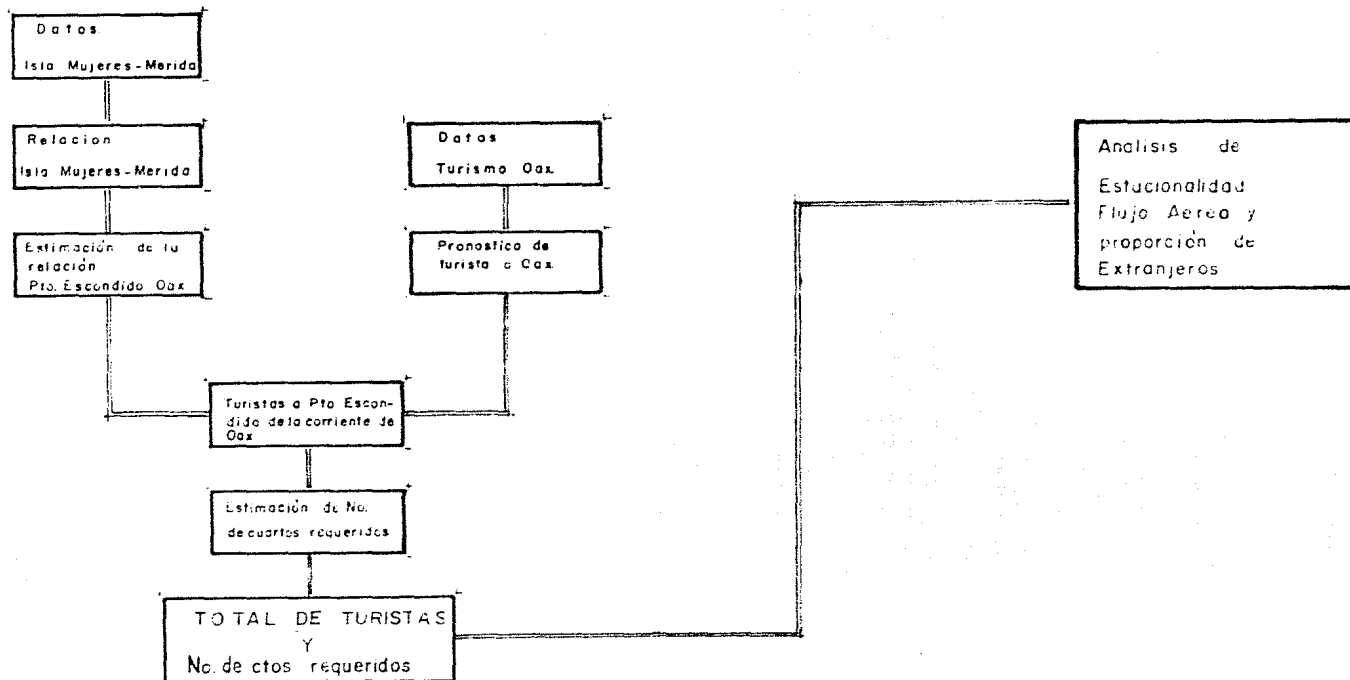 Datos
Isla Mujeres-Merida
Relacion
Isla Mujeres-Merida
Estimación de la
relación
Pto. Escondido Oax
Datos
Turismo Oax.
Pronostico de
turista a Oax.
Turistas a Pto Escon-
dido de la corriente de
Oax
Estimación de No.
de cuartos requeridos
TOTAL DE TURISTAS
Y
No. de ctos requeridos
Analisis de
Estacionalidad
Flujo Aereo y
proporción de
Extranjeros